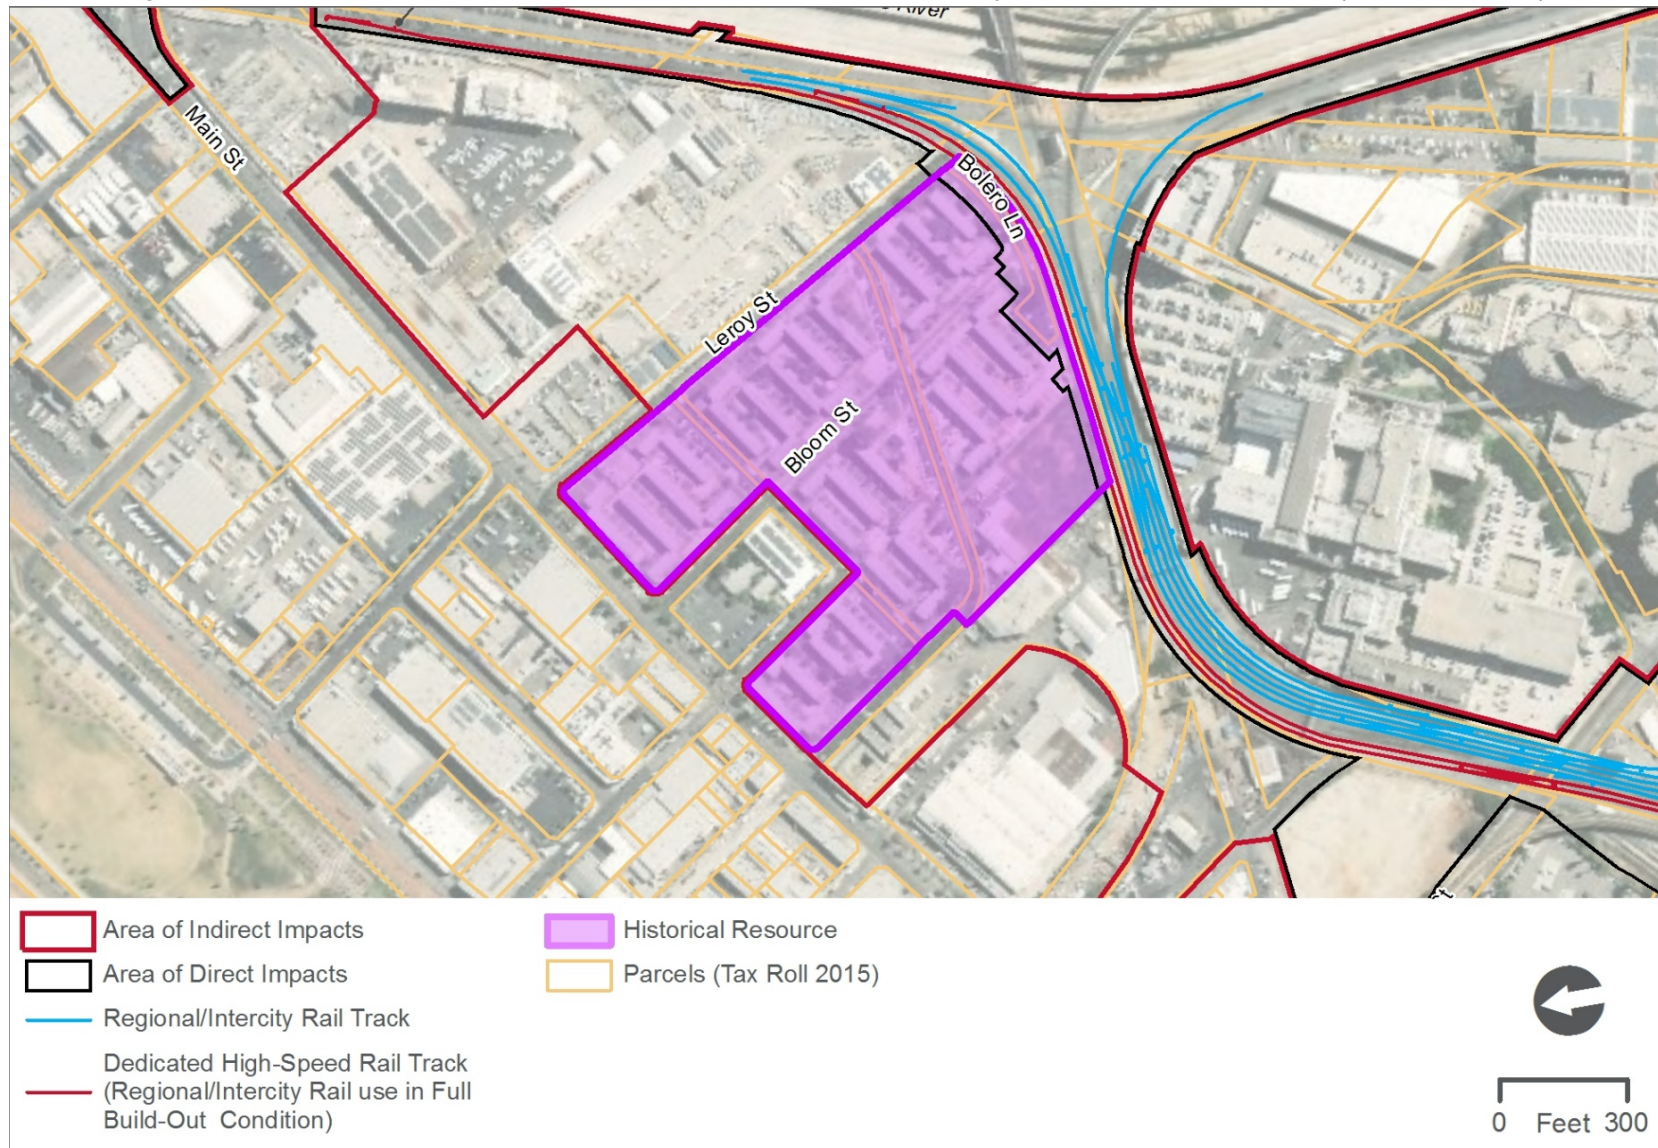 River
Main St
Bolero Ln
Leroy St
Bloom St
St
Area of Indirect Impacts
Historical Resource
Area of Direct Impacts
Parcels (Tax Roll 2015)
Regional/Intercity Rail Track
Dedicated High-Speed Rail Track
(Regional/Intercity Rail use in Full
Build-Out Condition)
0 Feet 300